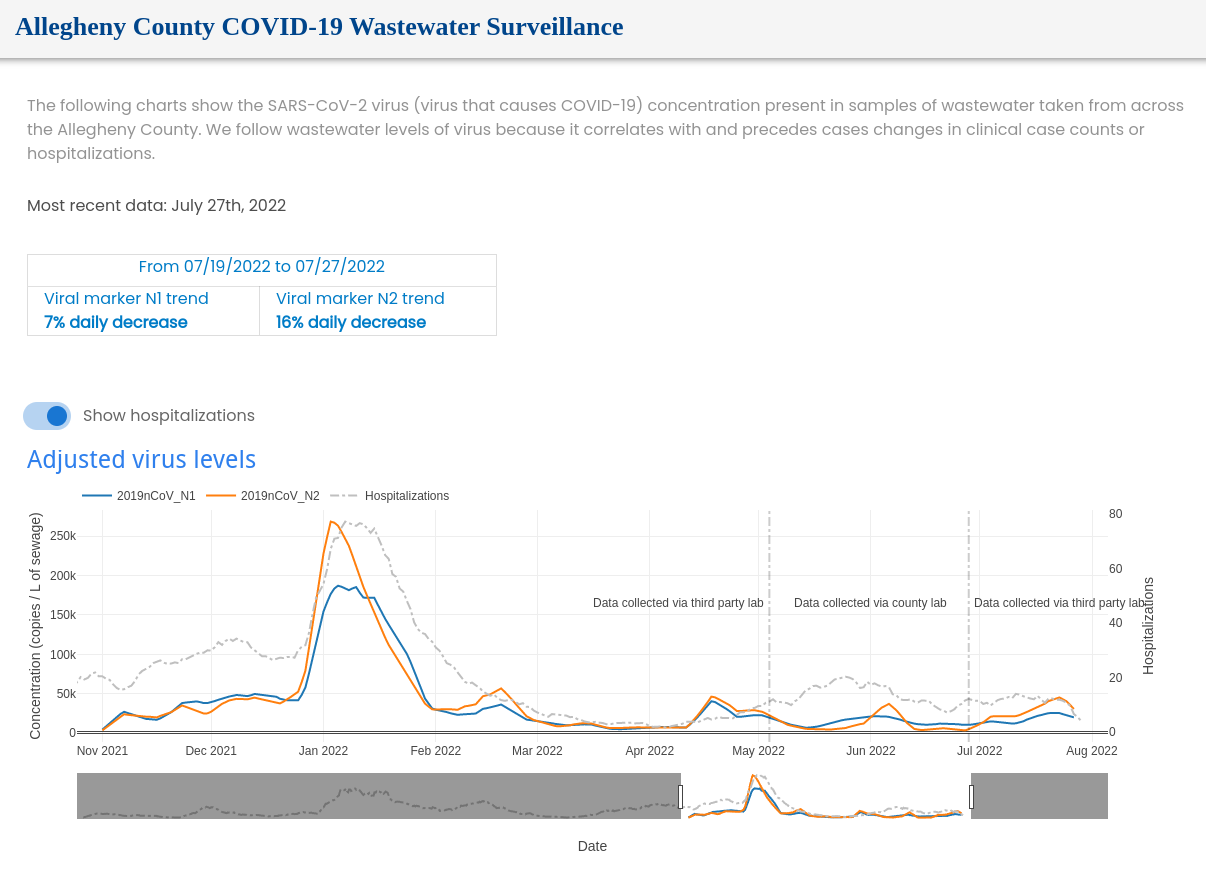 Allegheny County COVID-19 Wastewater Surveillance
The following charts show the SARS-CoV-2 virus (virus that causes COVID-19) concentration present in samples of wastewater taken from across
the Allegheny County. We follow wastewater levels of virus because it correlates with and precedes cases changes in clinical case counts or
hospitalizations.
Most recent data: July 27th, 2022
From 07/19/2022 to 07/27/2022
Viral marker N1 trend
7% daily decrease
Viral marker N2 trend
16% daily decrease
Show hospitalizations
Adjusted virus levels
2019nCoV_N1 2019nCoV_N2 Hospitalizations
Concentration (copies / L of sewage)
250k
200k
150k
100k
50k
0
Data collected via third party lab
Data collected via county lab
Data collected via third party lab
80
60
40
20
0
Hospitalizations
Nov 2021 Dec 2021 Jan 2022 Feb 2022 Mar 2022 Apr 2022 May 2022 Jun 2022 Jul 2022 Aug 2022
Date